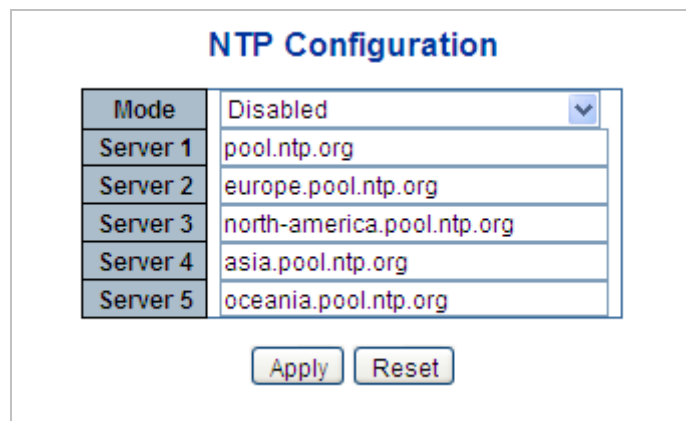 NTP Configuration
Mode Disabled
Server 1 pool.ntp.org
Server 2 europe.pool.ntp.org
Server 3 north-america.pool.ntp.org
Server 4 asia.pool.ntp.org
Server 5 oceania.pool.ntp.org
Apply Reset